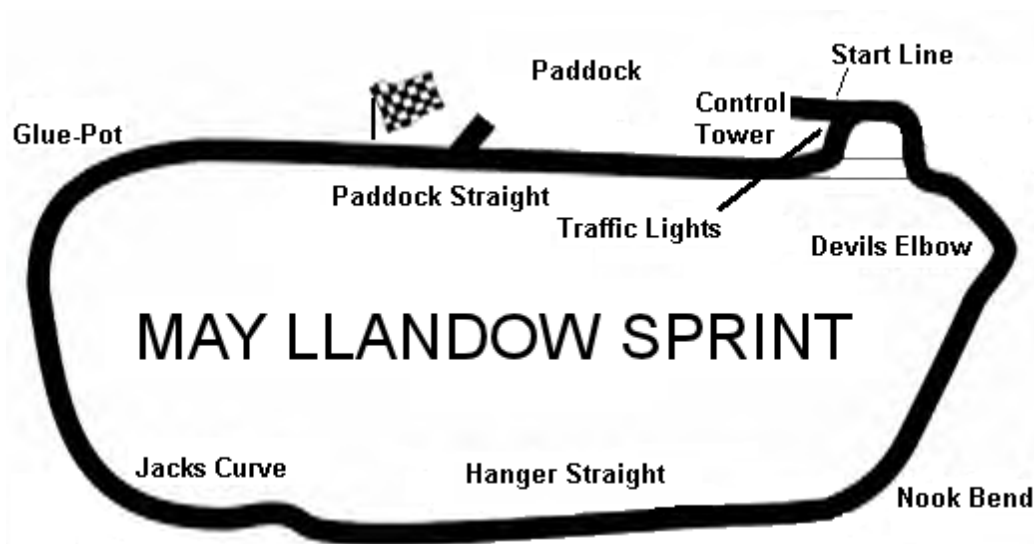 Start Line
Paddock
Control
Tower
Glue-Pot
Paddock Straight
Traffic Lights
Devils Elbow
MAY LLANDOW SPRINT
Jacks Curve
Hanger Straight
Nook Bend